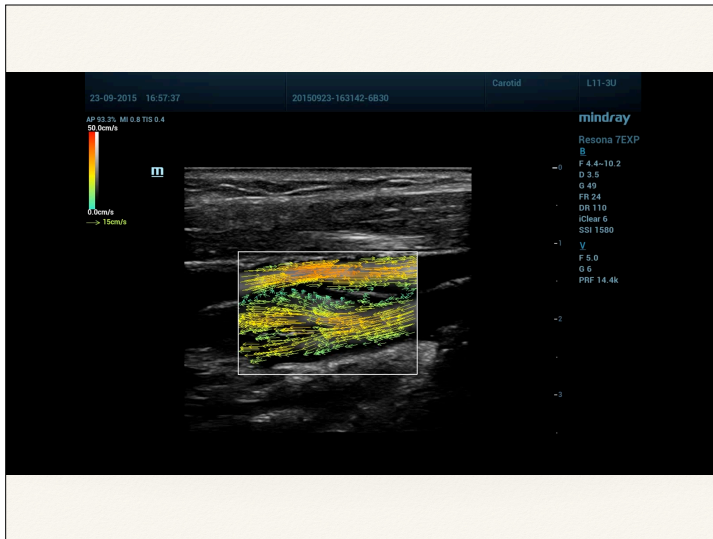 Carotid
L11-3U
23-09-2015 16:57:37
20150923-163142-6B30
AP 93.3% MI 0.8 TIS 0.4
mindray
50.0cm/s
Resona 7EXP
B
m
F 4.4~10.2
0
D 3.5
G 49
0.0cm/s
FR 24
15cm/s
DR 110
iClear 6
SSI 1580
1
V
F 5.0
G 6
PRF 14.4k
2
3